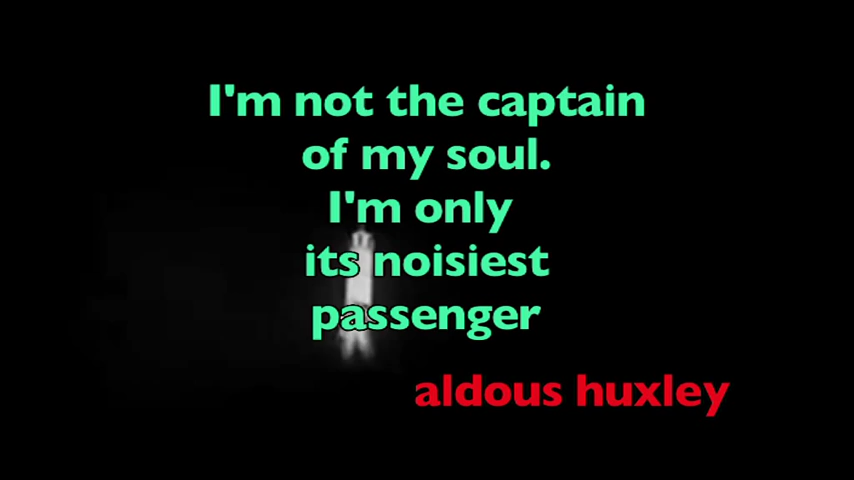 I'm not the captain
of my soul.
I'm only
its noisiest
passenger
aldous huxley